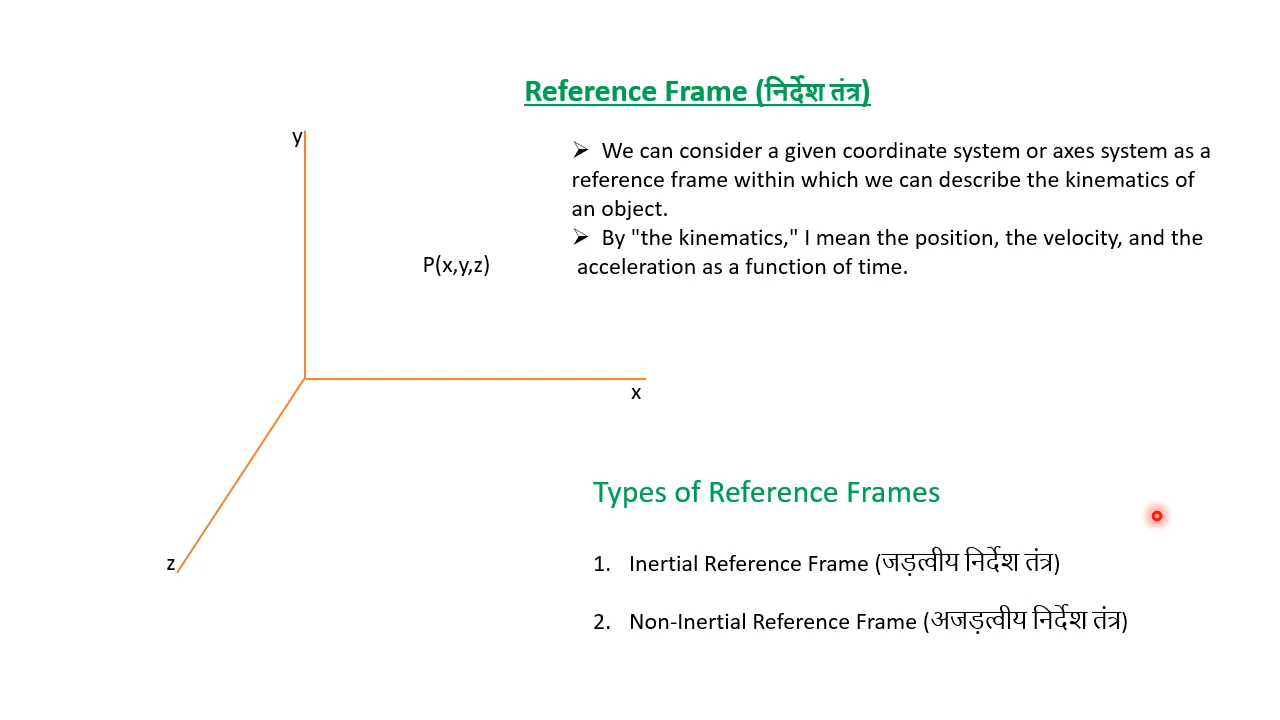 Reference Frame (निर्देश तंत्र)
y
➢ We can consider a given coordinate system or axes system as a
reference frame within which we can describe the kinematics of
an object.
➢ By "the kinematics," I mean the position, the velocity, and the
acceleration as a function of time.
P(x,y,z)
x
z
Types of Reference Frames
1. Inertial Reference Frame (जड़त्वीय निर्देश तंत्र)
2. Non-Inertial Reference Frame (अजड़त्वीय निर्देश तंत्र)